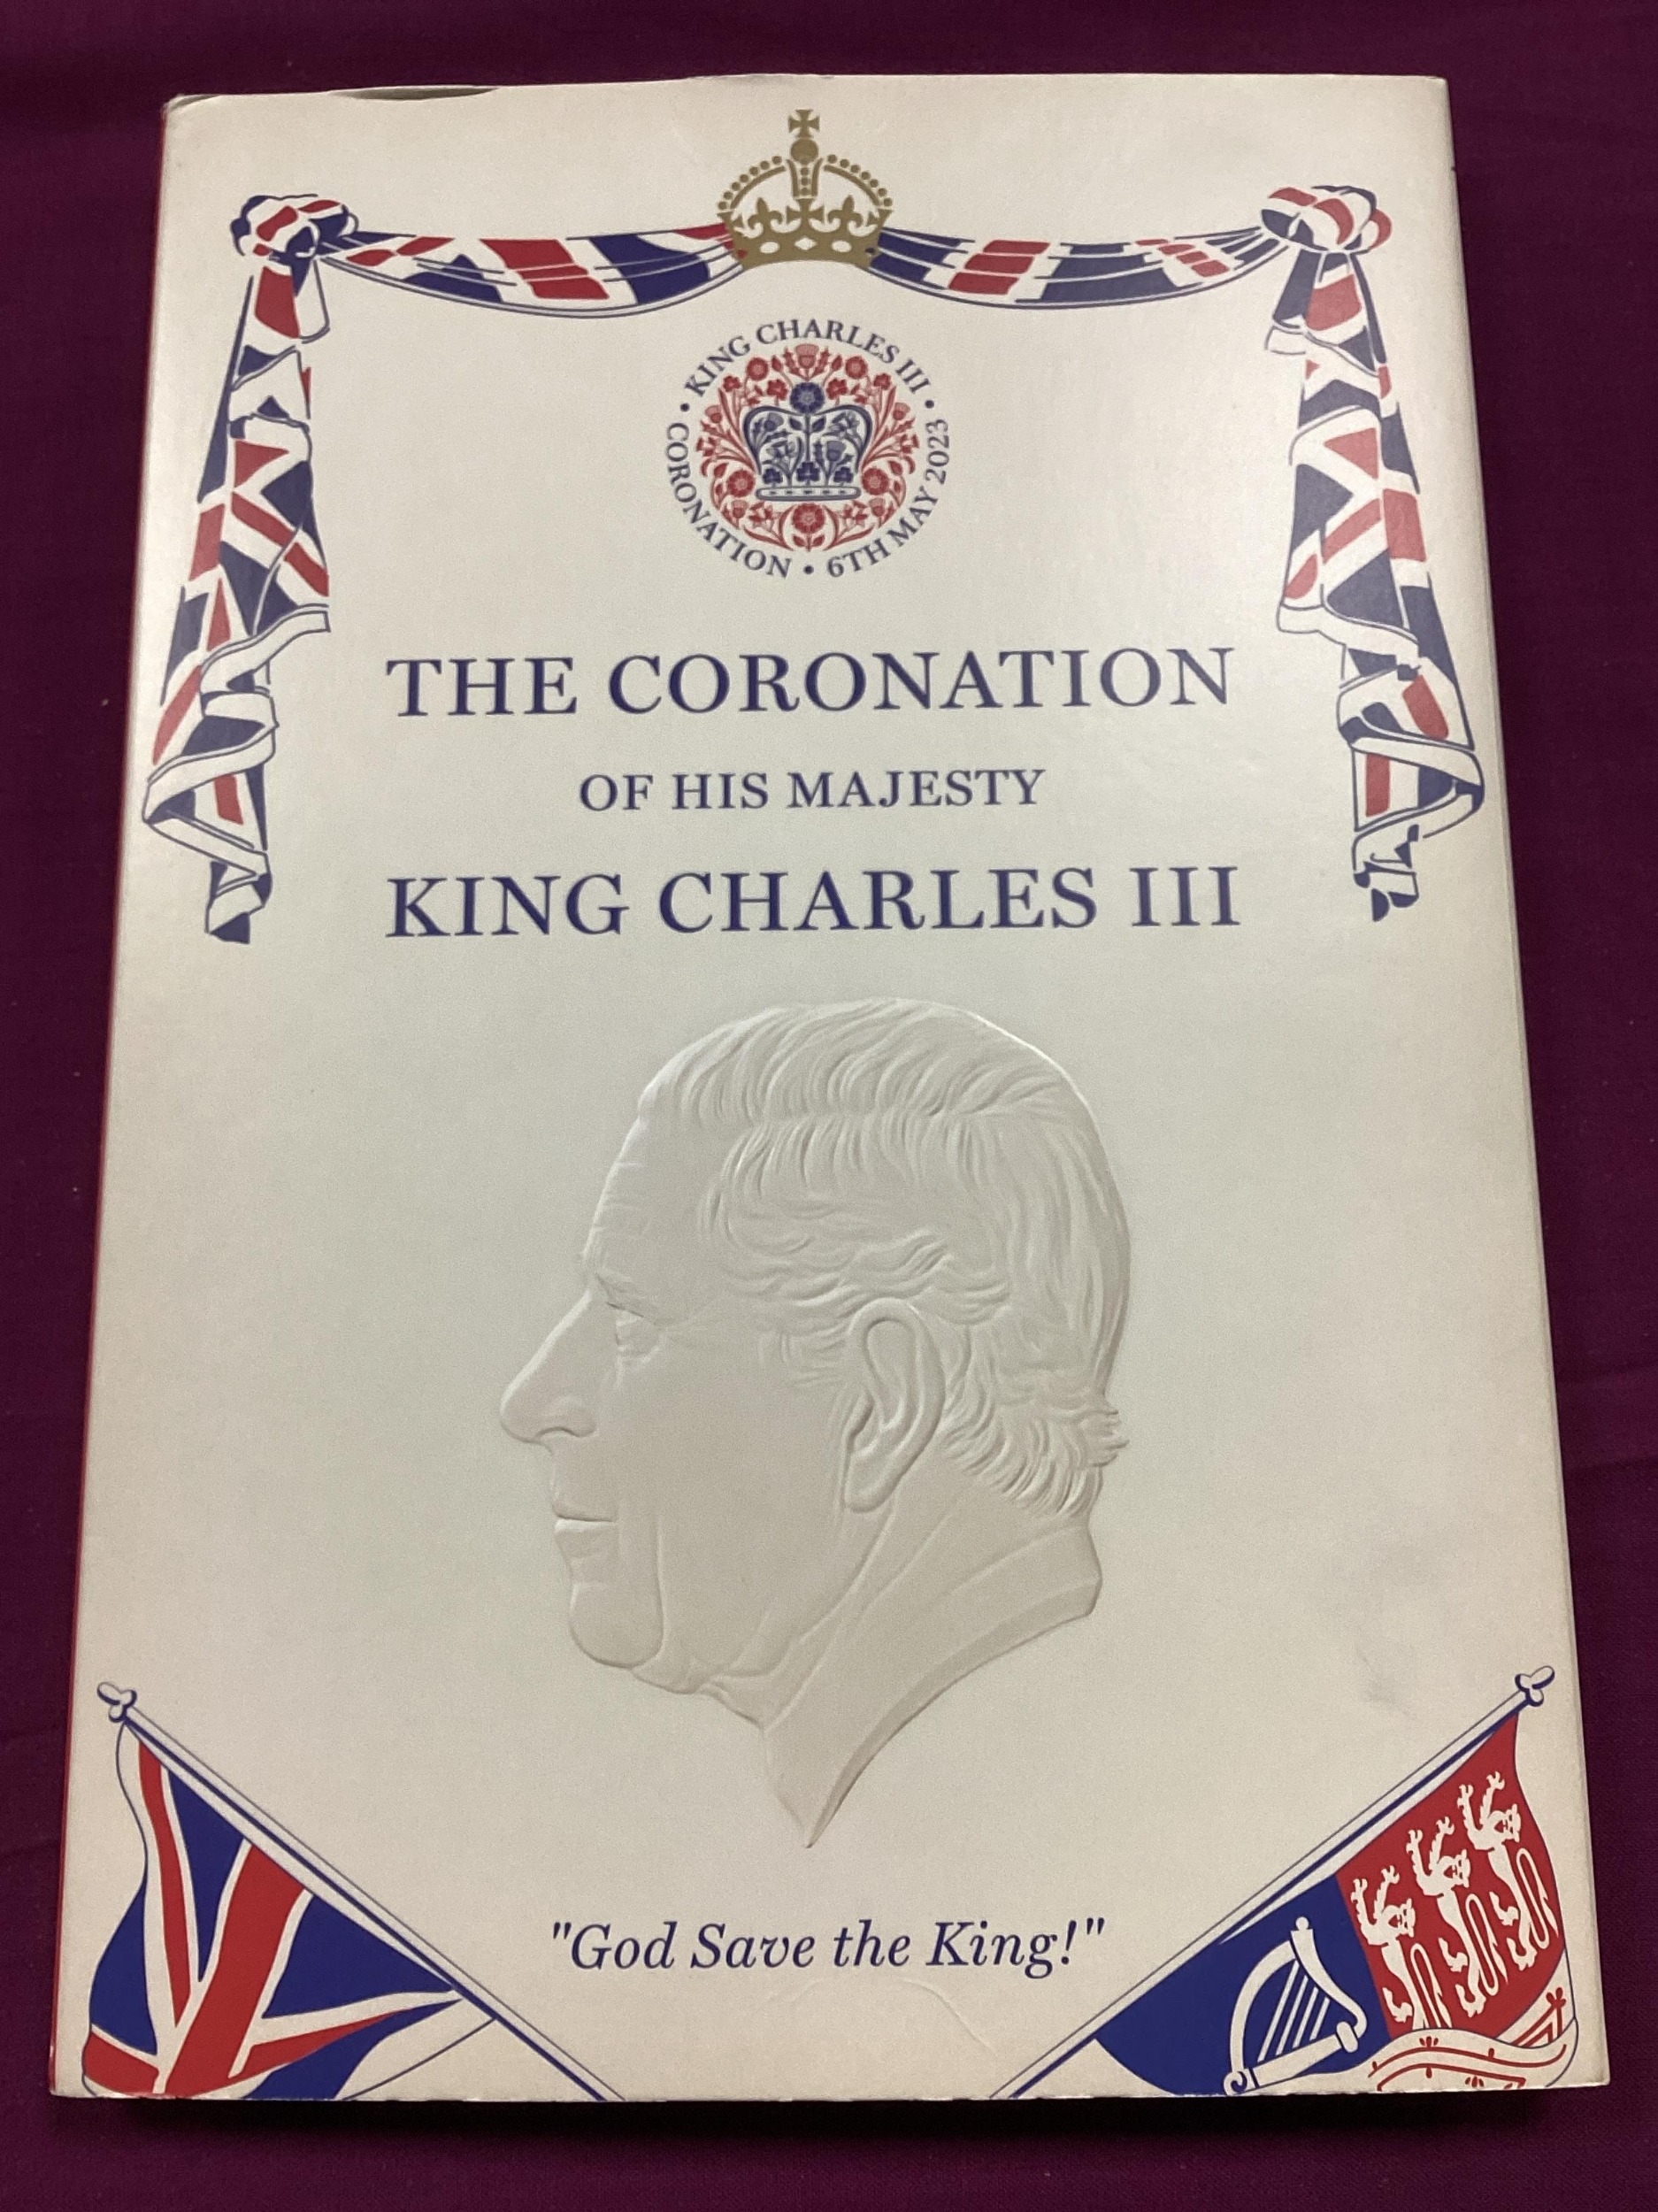 • KING CHARLES III •
CORONATION • 6TH MAY 2023
THE CORONATION
OF HIS MAJESTY
KING CHARLES III
"God Save the King!"